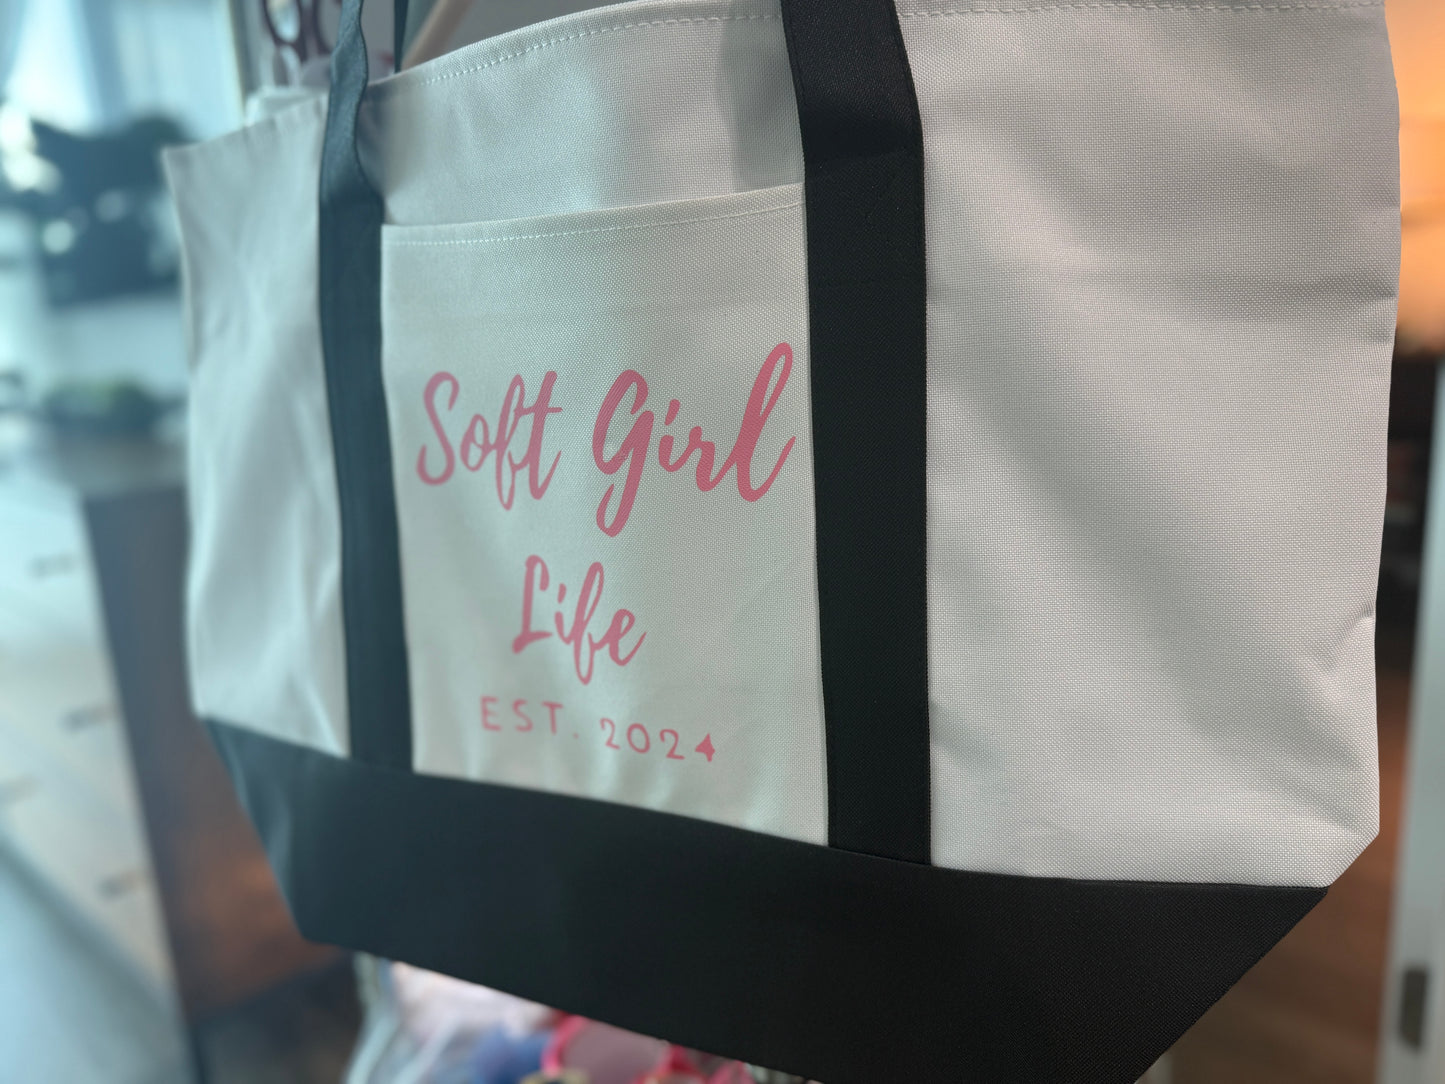 Soft Girl
Life
EST. 2024